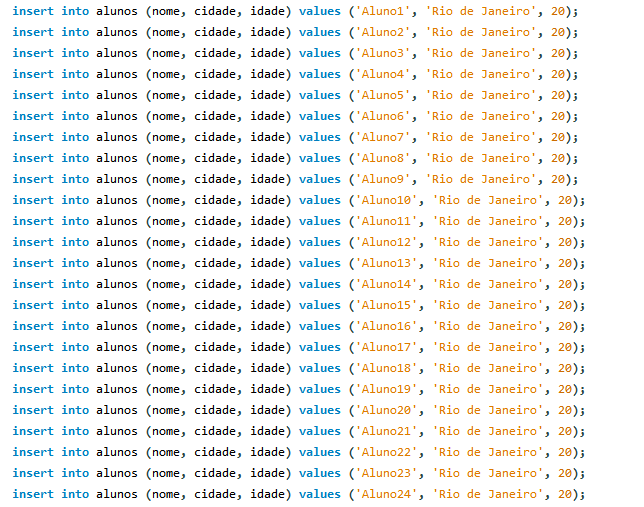 insert into alunos (nome, cidade, idade) values ('Aluno1', 'Rio de Janeiro', 20);
insert into alunos (nome, cidade, idade) values ('Aluno2', 'Rio de Janeiro', 20);
insert into alunos (nome, cidade, idade) values ('Aluno3', 'Rio de Janeiro', 20);
insert into alunos (nome, cidade, idade) values ('Aluno4', 'Rio de Janeiro', 20);
insert into alunos (nome, cidade, idade) values ('Aluno5', 'Rio de Janeiro', 20);
insert into alunos (nome, cidade, idade) values ('Aluno6', 'Rio de Janeiro', 20);
insert into alunos (nome, cidade, idade) values ('Aluno7', 'Rio de Janeiro', 20);
insert into alunos (nome, cidade, idade) values ('Aluno8', 'Rio de Janeiro', 20);
insert into alunos (nome, cidade, idade) values ('Aluno9', 'Rio de Janeiro', 20);
insert into alunos (nome, cidade, idade) values ('Aluno10', 'Rio de Janeiro', 20);
insert into alunos (nome, cidade, idade) values ('Aluno11', 'Rio de Janeiro', 20);
insert into alunos (nome, cidade, idade) values ('Aluno12', 'Rio de Janeiro', 20);
insert into alunos (nome, cidade, idade) values ('Aluno13', 'Rio de Janeiro', 20);
insert into alunos (nome, cidade, idade) values ('Aluno14', 'Rio de Janeiro', 20);
insert into alunos (nome, cidade, idade) values ('Aluno15', 'Rio de Janeiro', 20);
insert into alunos (nome, cidade, idade) values ('Aluno16', 'Rio de Janeiro', 20);
insert into alunos (nome, cidade, idade) values ('Aluno17', 'Rio de Janeiro', 20);
insert into alunos (nome, cidade, idade) values ('Aluno18', 'Rio de Janeiro', 20);
insert into alunos (nome, cidade, idade) values ('Aluno19', 'Rio de Janeiro', 20);
insert into alunos (nome, cidade, idade) values ('Aluno20', 'Rio de Janeiro', 20);
insert into alunos (nome, cidade, idade) values ('Aluno21', 'Rio de Janeiro', 20);
insert into alunos (nome, cidade, idade) values ('Aluno22', 'Rio de Janeiro', 20);
insert into alunos (nome, cidade, idade) values ('Aluno23', 'Rio de Janeiro', 20);
insert into alunos (nome, cidade, idade) values ('Aluno24', 'Rio de Janeiro', 20);